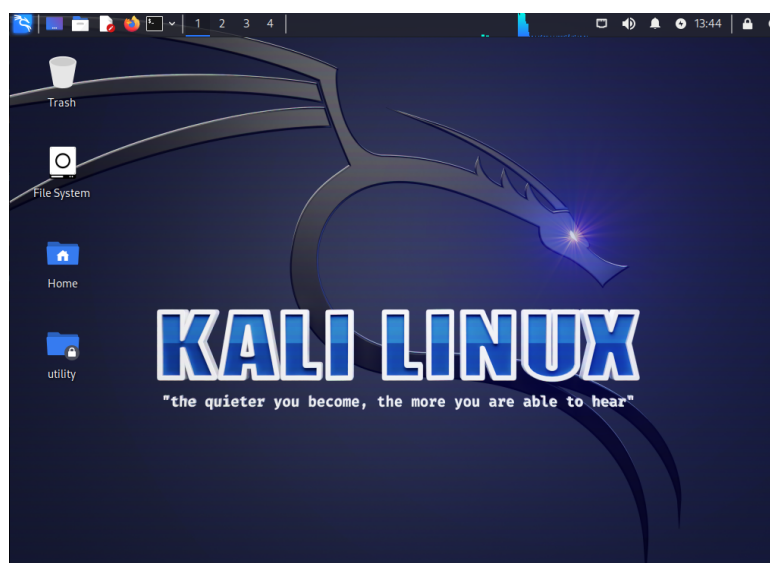 1 2 3 4
13:44
Trash
File System
Home
utility
KALI LINUX
"the quieter you become, the more you are able to hear"